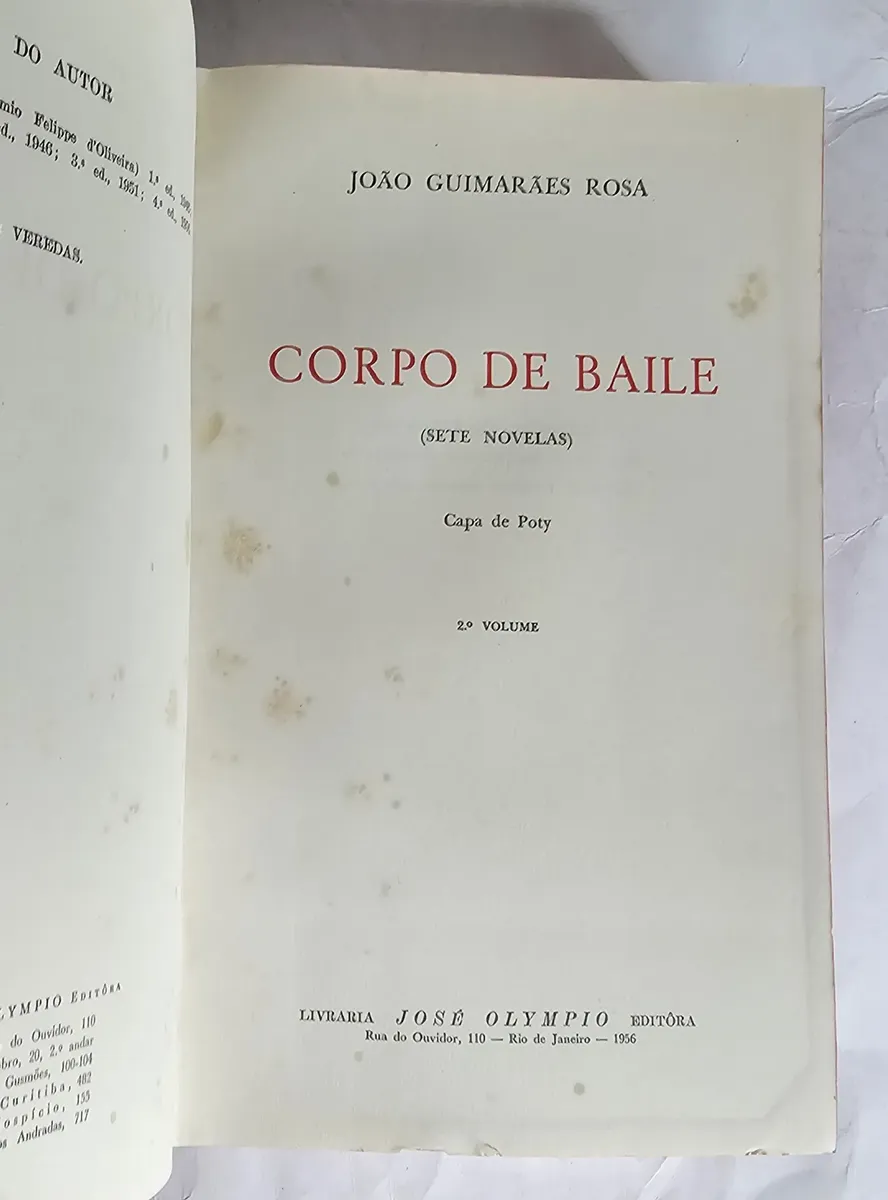 DO AUTOR
mio Felippe d'Oliveira) 1.ª ed.,
d., 1946; 3.ª ed., 1951; 4.ª ed.,
VEREDAS.
LYMPIO EDITÔRA
do Ouvidor, 110
bro, 20, 2.º andar
Gusmões, 100-104
Curitiba, 482
ospício, 155
os Andradas, 717
JOÃO GUIMARÃES ROSA
CORPO DE BAILE
(SETE NOVELAS)
Capa de Poty
2.º VOLUME
LIVRARIA JOSÉ OLYMPIO EDITÔRA
Rua do Ouvidor, 110 — Rio de Janeiro — 1956